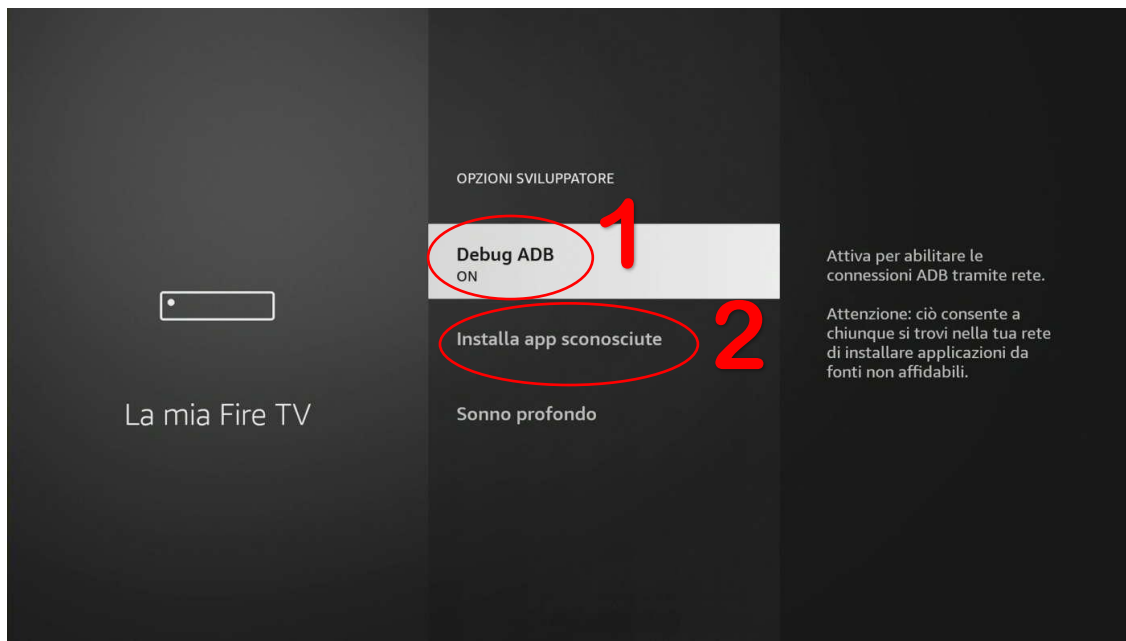 OPZIONI SVILUPPATORE
1
Debug ADB
ON
Installa app sconosciute
2
Sonno profondo
La mia Fire TV
Attiva per abilitare le
connessioni ADB tramite rete.
Attenzione: ciò consente a
chiunque si trovi nella tua rete
di installare applicazioni da
fonti non affidabili.